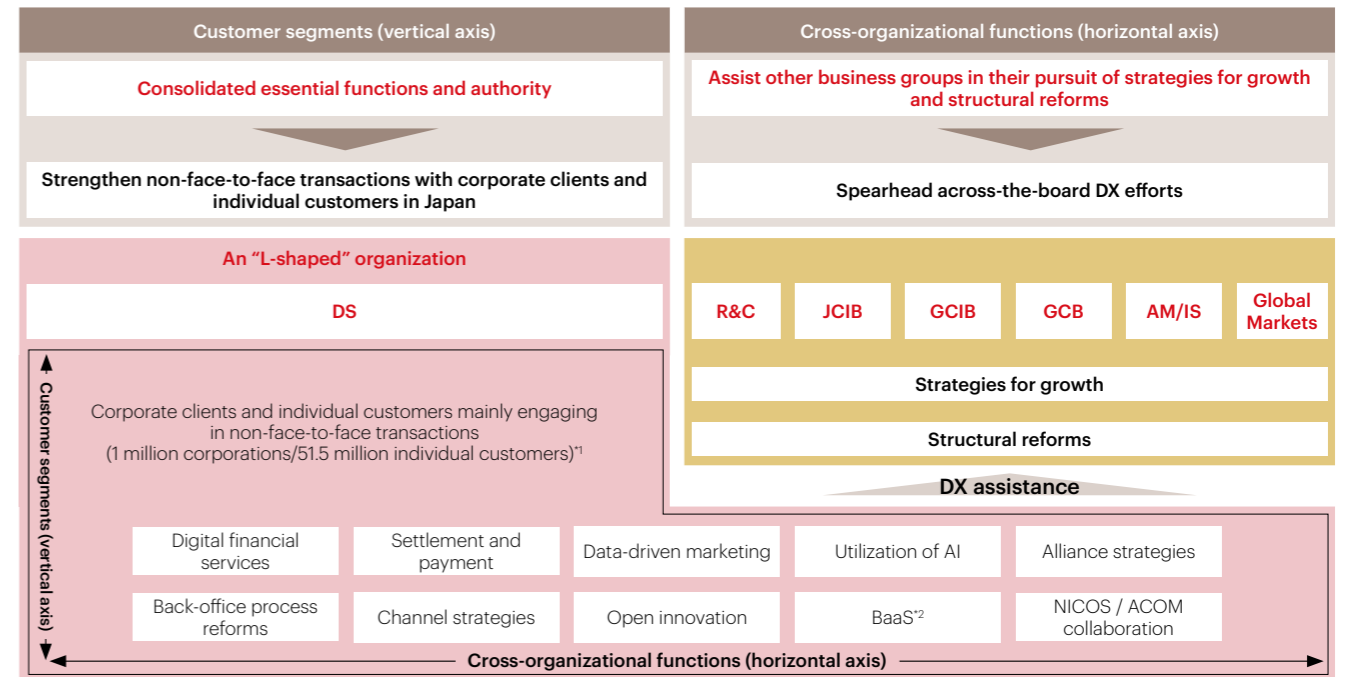 Customer segments (vertical axis)
Consolidated essential functions and authority
Strengthen non-face-to-face transactions with corporate clients and
individual customers in Japan
Cross-organizational functions (horizontal axis)
Assist other business groups in their pursuit of strategies for growth
and structural reforms
Spearhead across-the-board DX efforts
An “L-shaped” organization
DS
R&C
JCIB
GCIB
GCB
AM/IS
Global
Markets
Strategies for growth
Structural reforms
DX assistance
Customer segments (vertical axis)
Corporate clients and individual customers mainly engaging
in non-face-to-face transactions
(1 million corporations/51.5 million individual customers)*1
Digital financial
services
Settlement and
payment
Data-driven marketing
Utilization of AI
Alliance strategies
Back-office process
reforms
Channel strategies
Open innovation
BaaS*2
NICOS / ACOM
collaboration
Cross-organizational functions (horizontal axis)